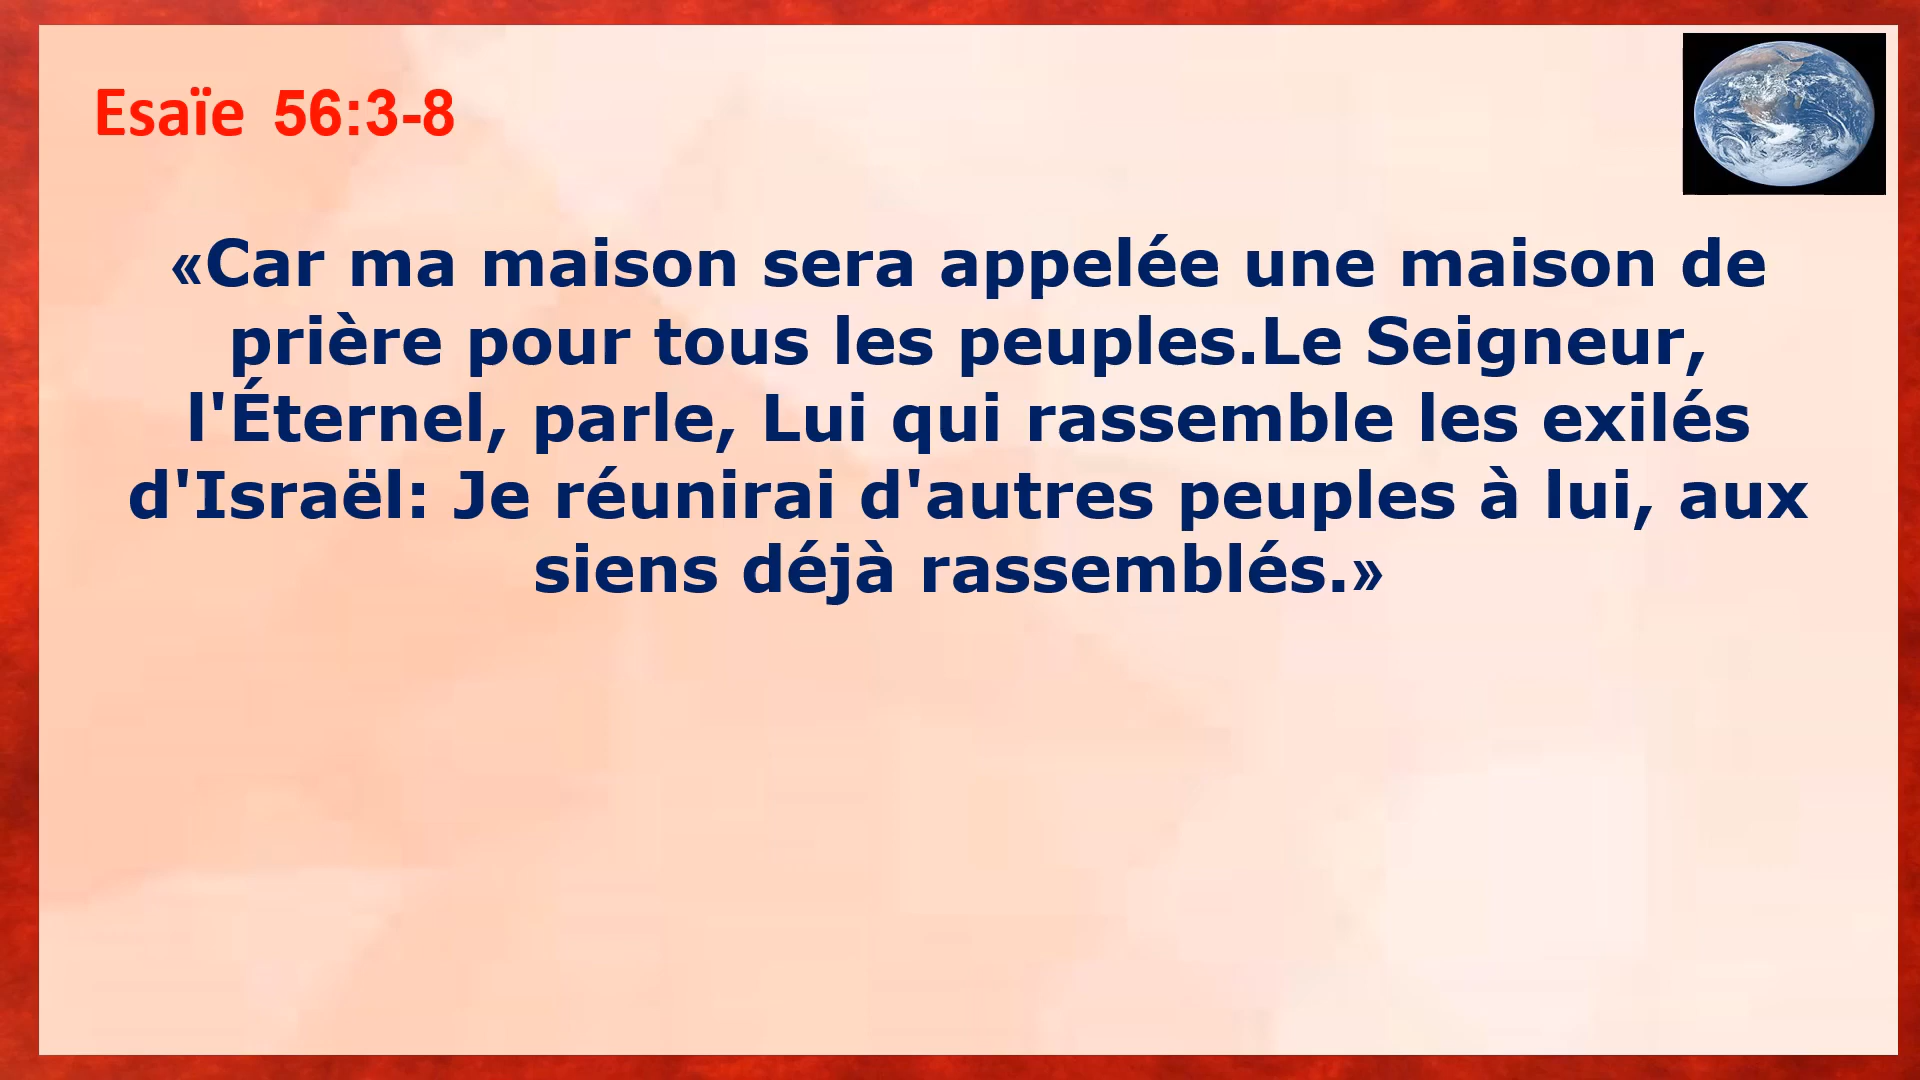 Esaïe 56:3-8
«Car ma maison sera appelée une maison de
prière pour tous les peuples.Le Seigneur,
l'Éternel, parle, Lui qui rassemble les exilés
d'Israël: Je réunirai d'autres peuples à lui, aux
siens déjà rassemblés.»